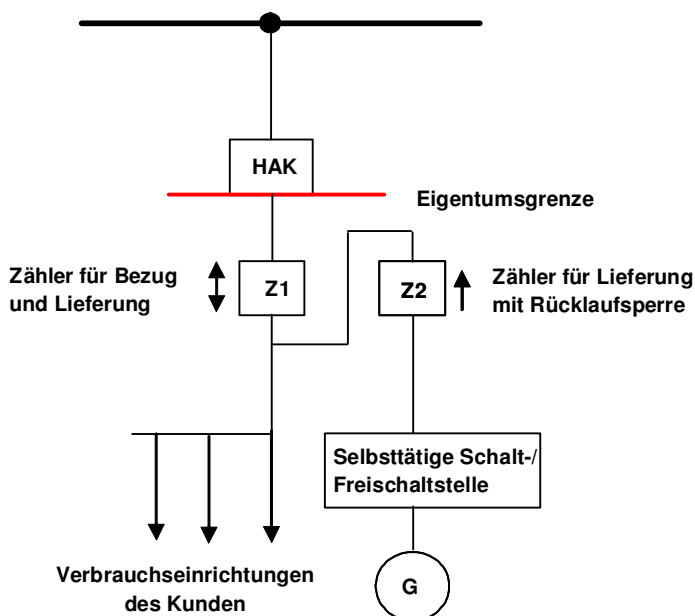 HAK
Eigentumsgrenze
Zähler für Bezug
und Lieferung
Z1
Z2
Zähler für Lieferung
mit Rücklaufsperre
Selbsttätige Schalt-/
Freischaltstelle
Verbrauchseinrichtungen
des Kunden
G